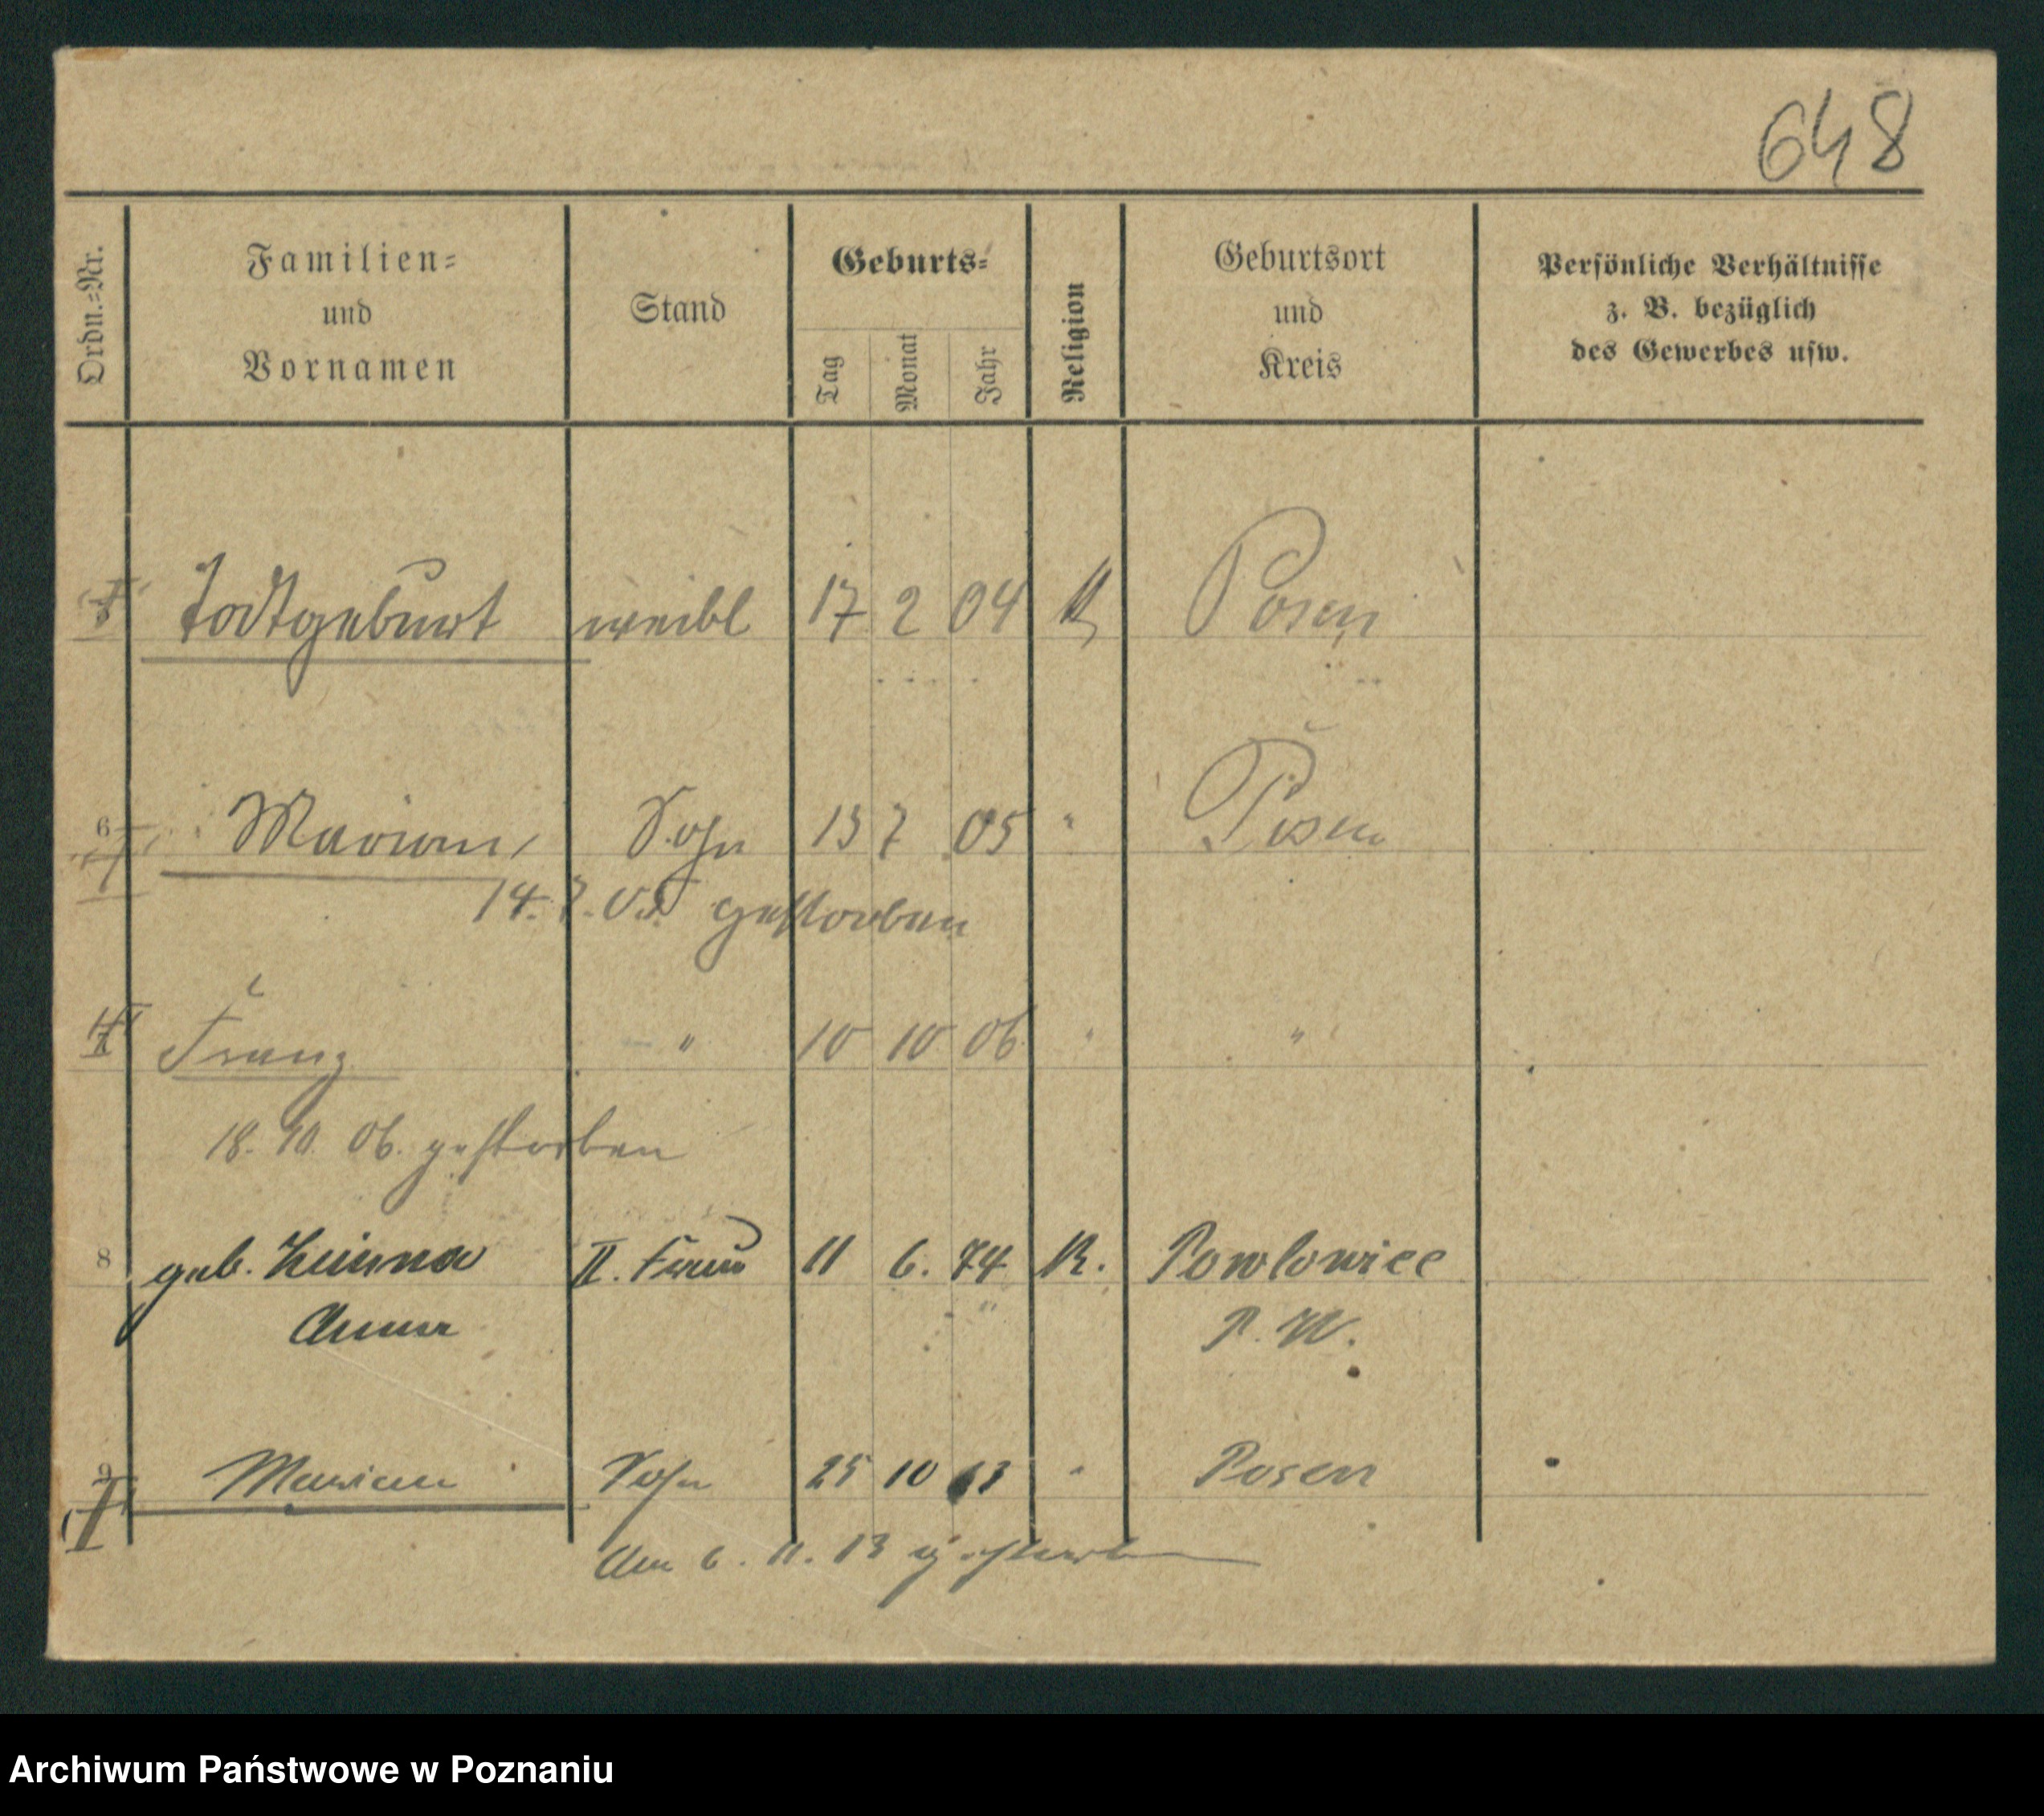 648
Ordn.=Nr.
Familien=
und
Vornamen
Stand
Geburts=
Tag
Monat
Jahr
Religion
Geburtsort
und
Kreis
Persönliche Verhältnisse
z. B. bezüglich
des Gewerbes usw.
Todtgeburt weibl 17 2 04 K Posen
6 Marian Sohn 13 7 05 " Posen
14. 7. 05. gestorben
Franz " 10 10 06 " "
18. 10. 06. gestorben
8 geb. II. Frau 11 6. 74 K. Pawlowice
Anna P. W.
9 Marian Sohn 25 10 13 " Posen
Am 6. 11. 13 gestorben
Archiwum Państwowe w Poznaniu